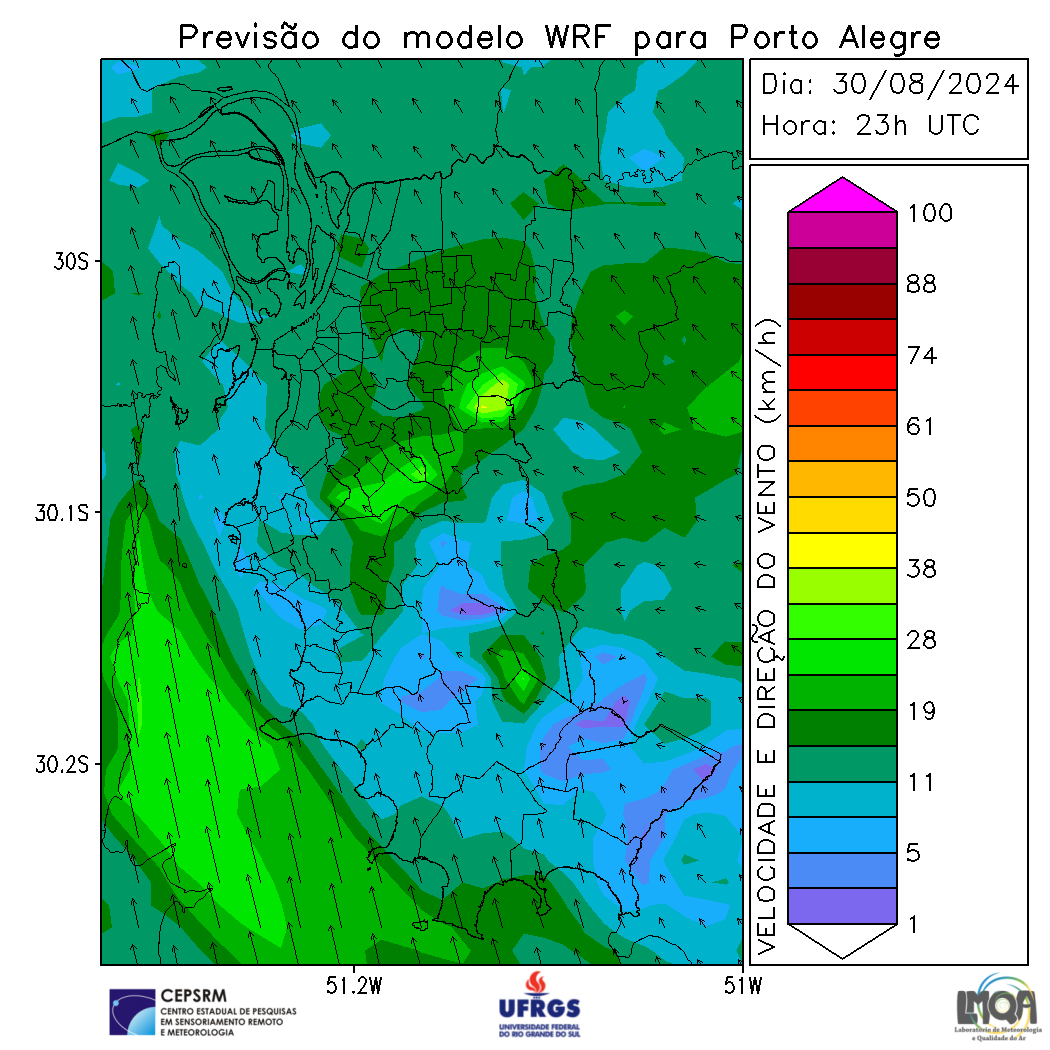 Previsão do modelo WRF para Porto Alegre
Dia: 30/08/2024
Hora: 23h UTC
30S
30.1S
30.2S
51.2W
51W
VELOCIDADE E DIREÇÃO DO VENTO (km/h)
100
88
74
61
50
38
28
19
11
5
1
CEPSRM
CENTRO ESTADUAL DE PESQUISAS
EM SENSORIAMENTO REMOTO
E METEOROLOGIA
UFRGS
UNIVERSIDADE FEDERAL
DO RIO GRANDE DO SUL
LMQA
Laboratório de Meteorologia
e Qualidade do Ar